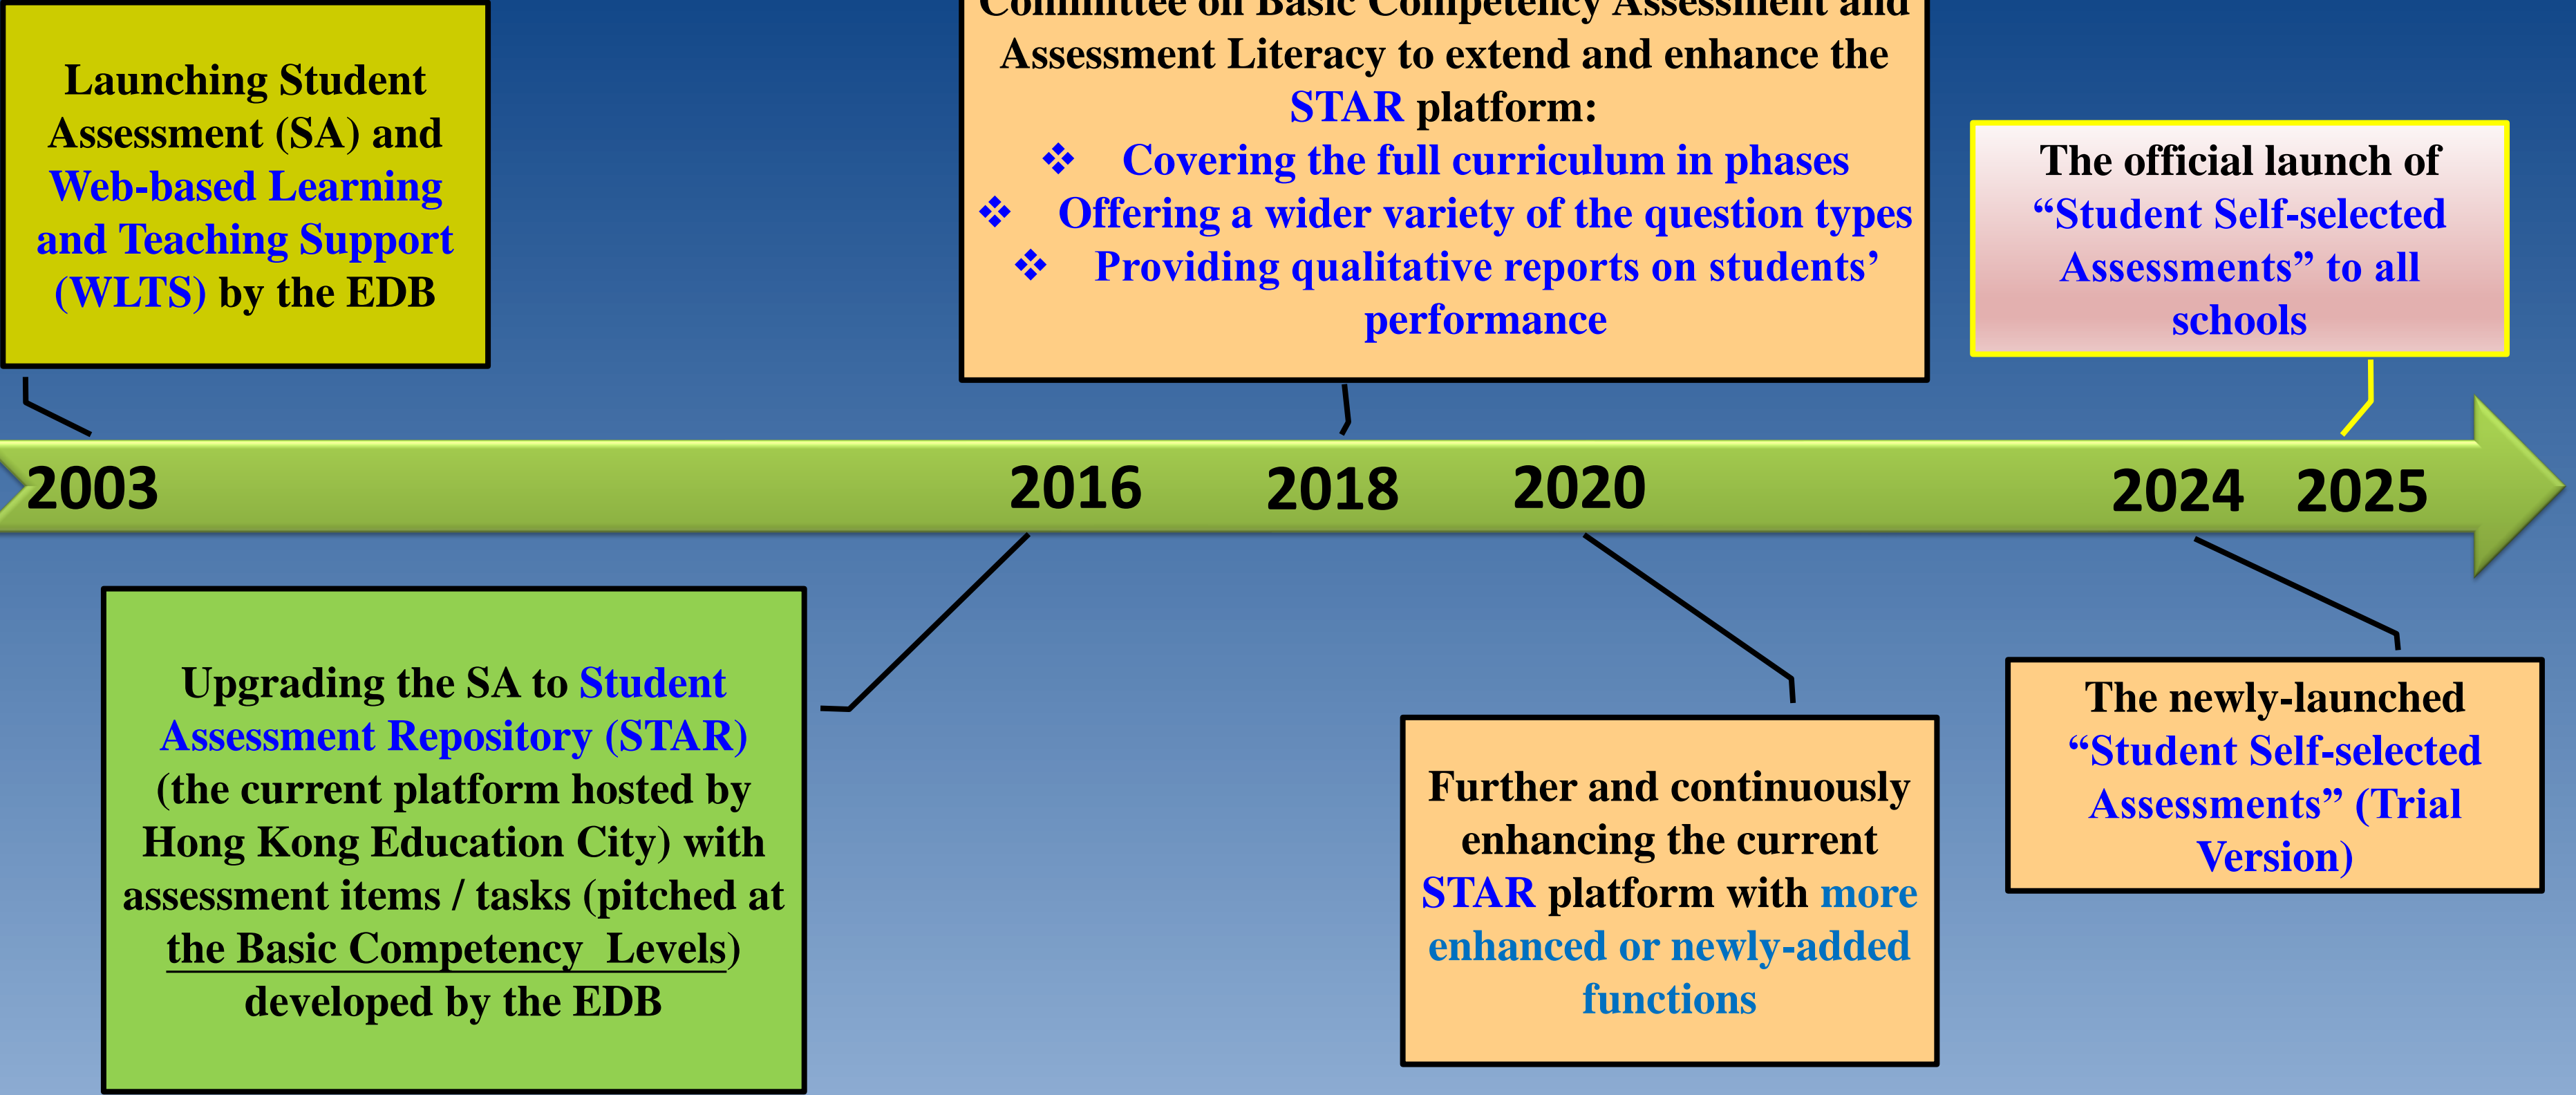 Launching Student
Assessment (SA) and
Web-based Learning
and Teaching Support
(WLTS) by the EDB
Committee on Basic Competency Assessment and
Assessment Literacy to extend and enhance the
STAR platform:
❖ Covering the full curriculum in phases
❖ Offering a wider variety of the question types
❖ Providing qualitative reports on students’
performance
The official launch of
“Student Self-selected
Assessments” to all
schools
2003 2016 2018 2020 2024 2025
Upgrading the SA to Student
Assessment Repository (STAR)
(the current platform hosted by
Hong Kong Education City) with
assessment items / tasks (pitched at
the Basic Competency Levels)
developed by the EDB
Further and continuously
enhancing the current
STAR platform with more
enhanced or newly-added
functions
The newly-launched
“Student Self-selected
Assessments” (Trial
Version)